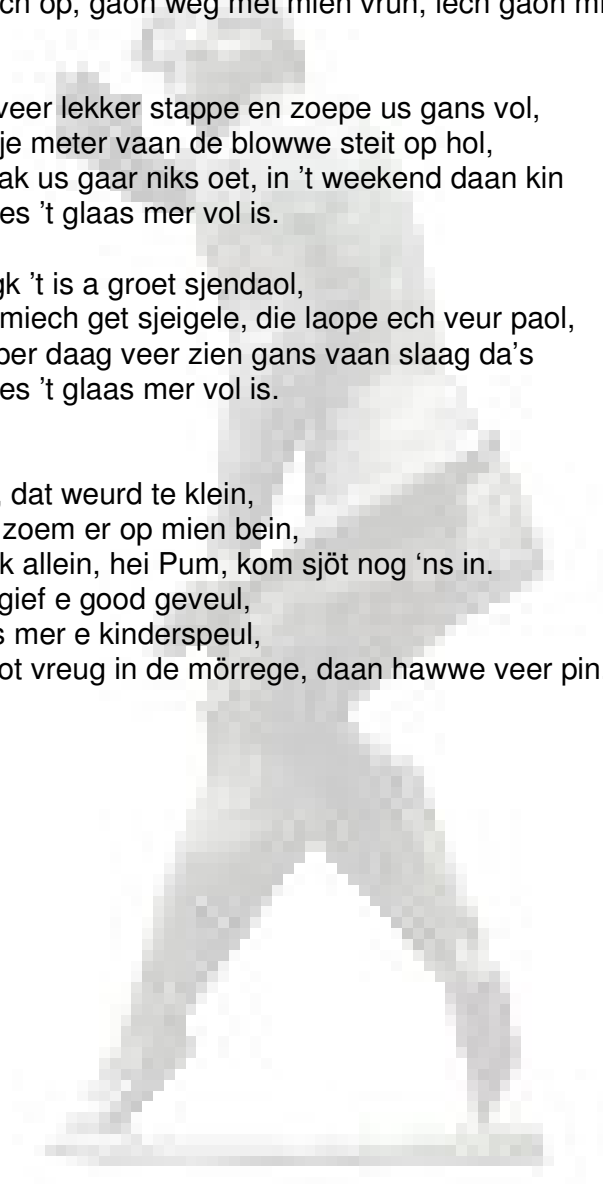 ch op, gaon weg met mien vrun, iech gaon mi
veer lekker stappe en zoepe us gans vol,
je meter vaan de blowwe steit op hol,
ak us gaar niks oet, in ’t weekend daan kin
es ’t glaas mer vol is.
gk ’t is a groet sjendaol,
miech get sjeigele, die laope ech veur paol,
per daag veer zien gans vaan slaag da’s
es ’t glaas mer vol is.
, dat weurd te klein,
zoem er op mien bein,
k allein, hei Pum, kom sjöt nog ‘ns in.
gief e good geveul,
s mer e kinderspeul,
ot vreug in de mörrege, daan hawwe veer pin